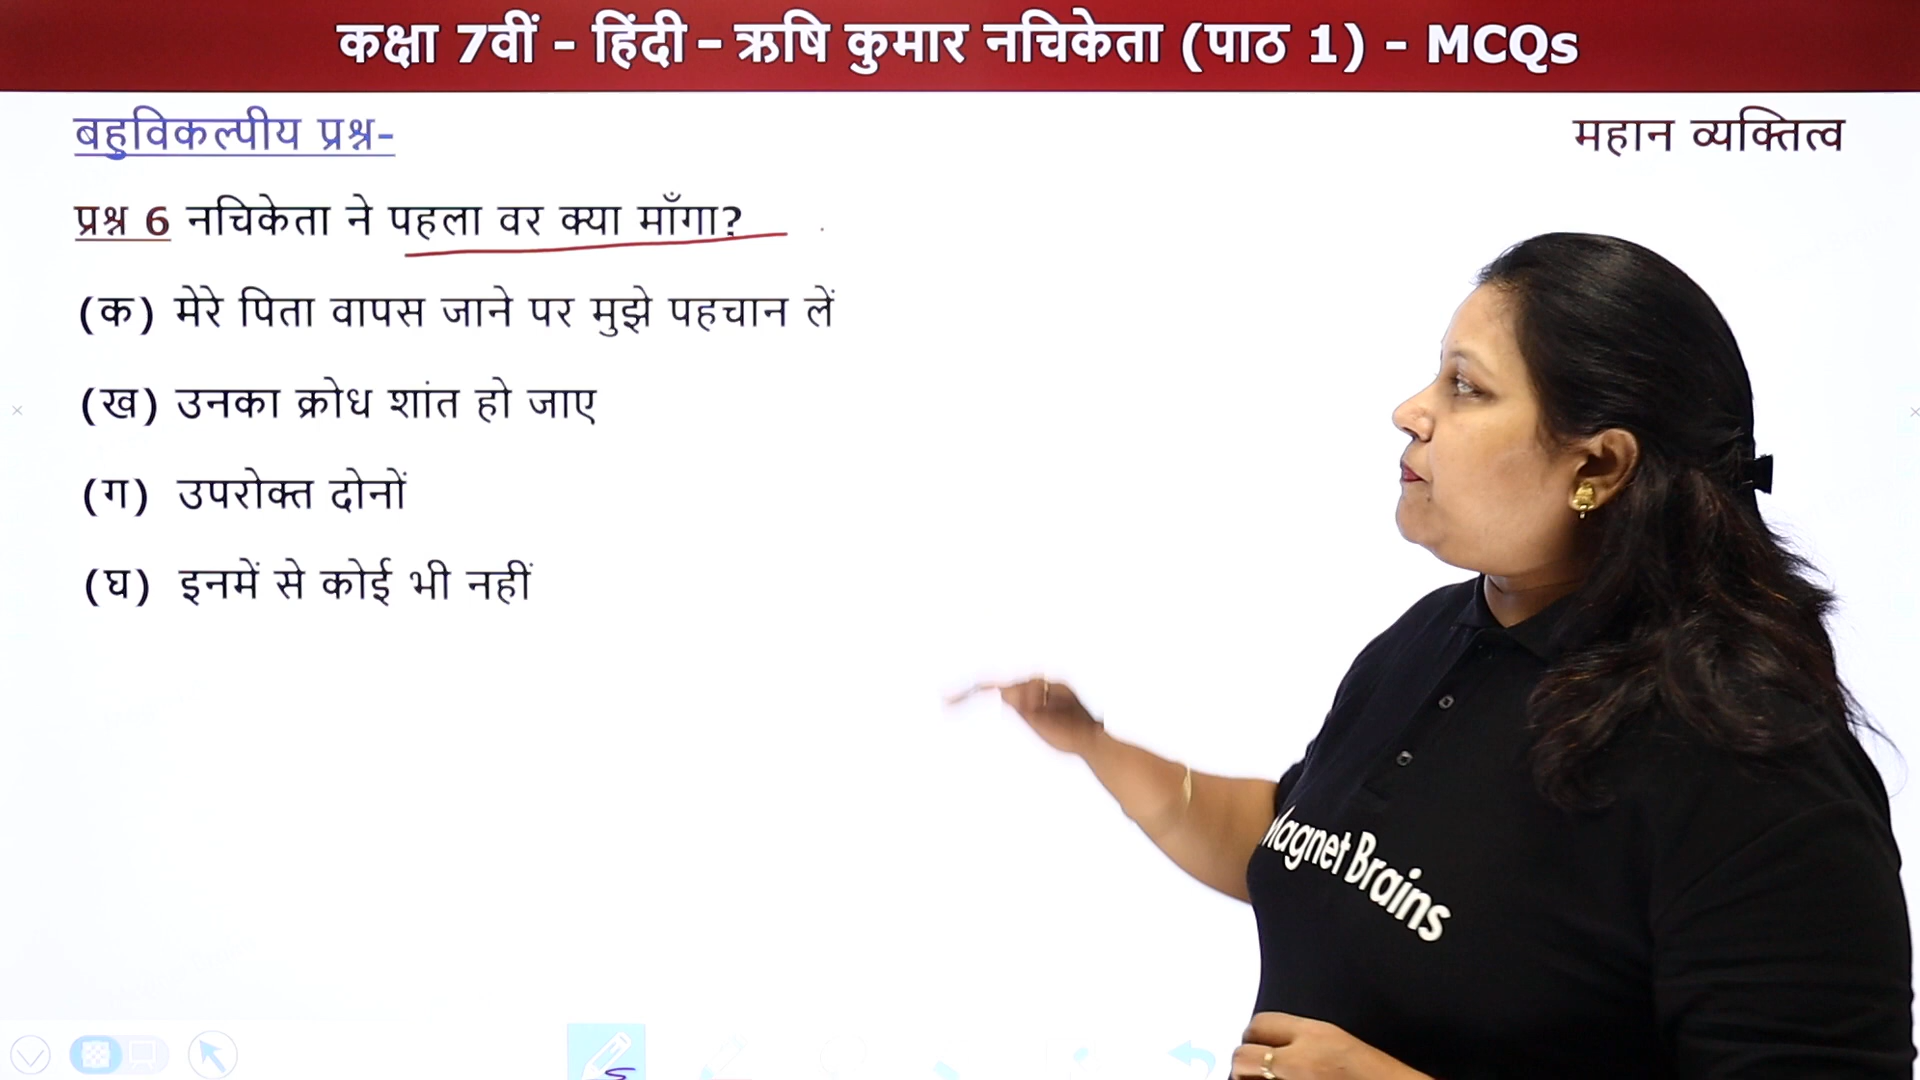 कक्षा 7वीं - हिंदी - ऋषि कुमार नचिकेता (पाठ 1) - MCQs
बहुविकल्पीय प्रश्न-
महान व्यक्तित्व
प्रश्न 6 नचिकेता ने पहला वर क्या माँगा?
(क) मेरे पिता वापस जाने पर मुझे पहचान लें
(ख) उनका क्रोध शांत हो जाए
(ग) उपरोक्त दोनों
(घ) इनमें से कोई भी नहीं
Magnet Brains